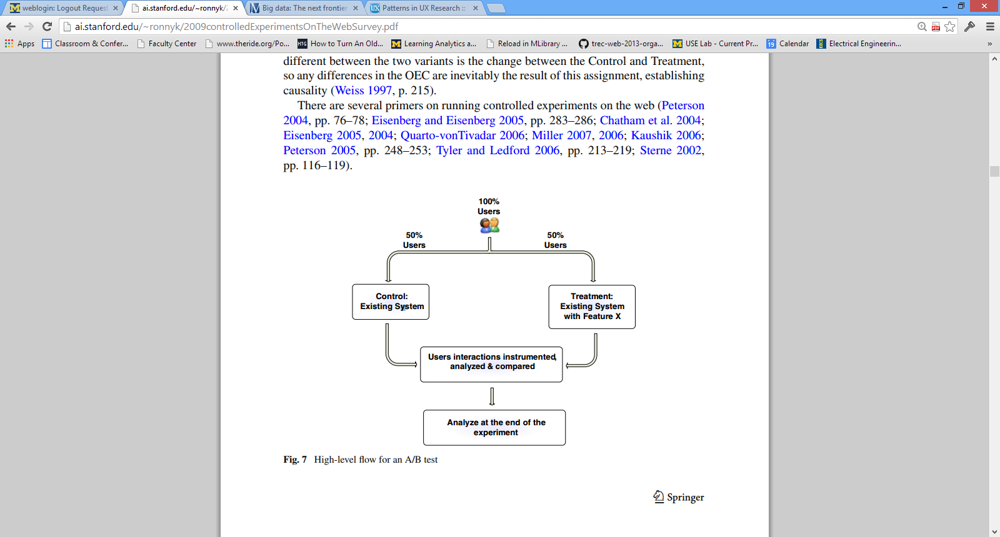 weblogin: Logout Request
ai.stanford.edu/~ronnyk/2
Big data: The next frontier
UX Patterns in UX Research ::
ai.stanford.edu/~ronnyk/2009controlledExperimentsOnTheWebSurvey.pdf
Apps
Classroom & Confer...
Faculty Center
www.theride.org/Po...
HTG How to Turn An Old...
Learning Analytics a...
Reload in MLibrary ...
trec-web-2013-orga...
USE Lab - Current Pr...
19 Calendar
EECS Electrical Engineerin...
»
different between the two variants is the change between the Control and Treatment,
so any differences in the OEC are inevitably the result of this assignment, establishing
causality (Weiss 1997, p. 215).
There are several primers on running controlled experiments on the web (Peterson
2004, pp. 76–78; Eisenberg and Eisenberg 2005, pp. 283–286; Chatham et al. 2004;
Eisenberg 2005, 2004; Quarto-vonTivadar 2006; Miller 2007, 2006; Kaushik 2006;
Peterson 2005, pp. 248–253; Tyler and Ledford 2006, pp. 213–219; Sterne 2002,
pp. 116–119).
100%
Users
50%
Users
50%
Users
Control:
Existing System
Treatment:
Existing System
with Feature X
Users interactions instrumented,
analyzed & compared
Analyze at the end of the
experiment
Fig. 7 High-level flow for an A/B test
Springer